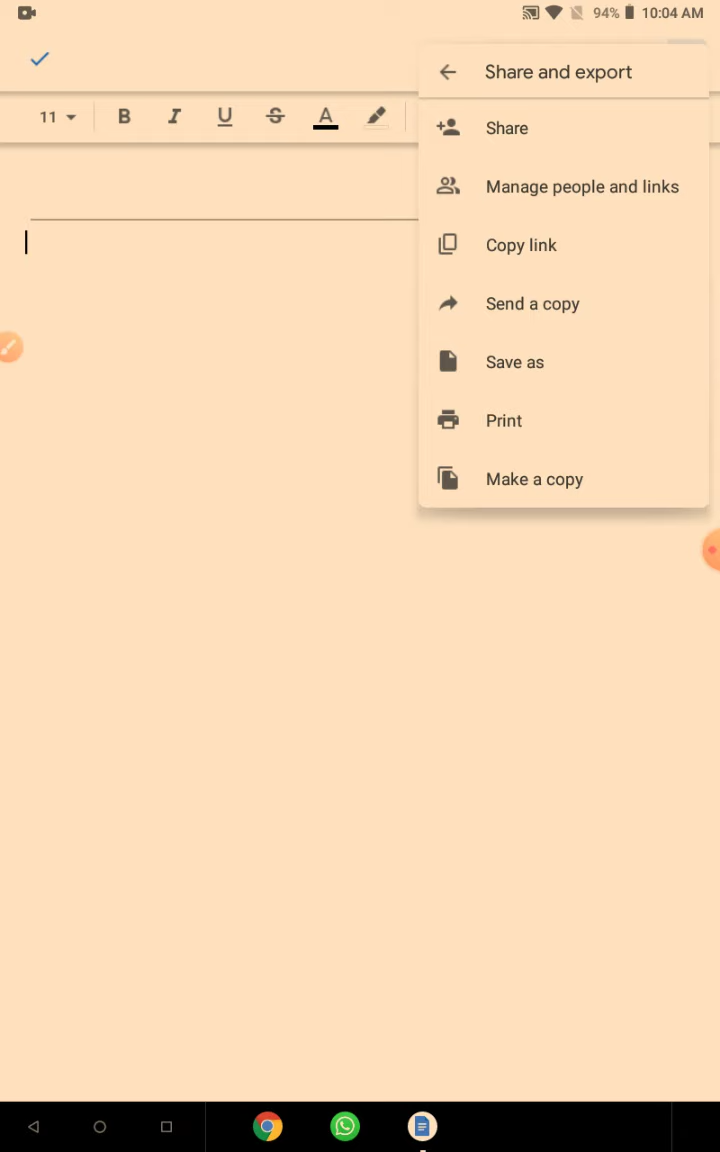 94% 10:04 AM
Share and export
11 B I U S A
Share
Manage people and links
Copy link
Send a copy
Save as
Print
Make a copy